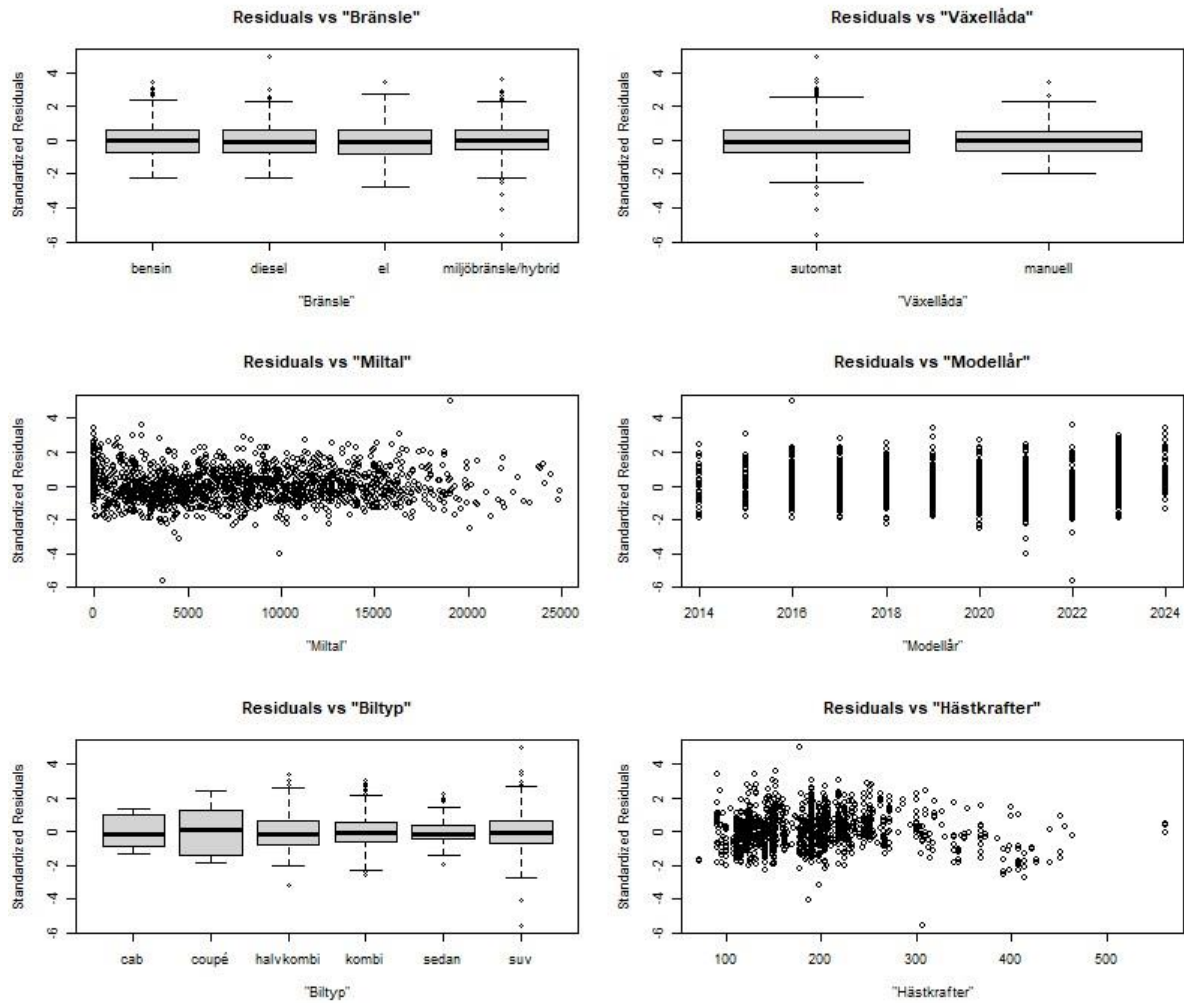 Residuals vs "Bränsle"
Standardized Residuals
4
2
0
-2
-4
-6
bensin diesel el miljöbränsle/hybrid
"Bränsle"
Residuals vs "Växellåda"
Standardized Residuals
4
2
0
-2
-4
-6
automat manuell
"Växellåda"
Residuals vs "Miltal"
Standardized Residuals
4
2
0
-2
-4
-6
0 5000 10000 15000 20000 25000
"Miltal"
Residuals vs "Modellår"
Standardized Residuals
4
2
0
-2
-4
-6
2014 2016 2018 2020 2022 2024
"Modellår"
Residuals vs "Biltyp"
Standardized Residuals
4
2
0
-2
-4
-6
cab coupé halvkombi kombi sedan suv
"Biltyp"
Residuals vs "Hästkrafter"
Standardized Residuals
4
2
0
-2
-4
-6
100 200 300 400 500
"Hästkrafter"